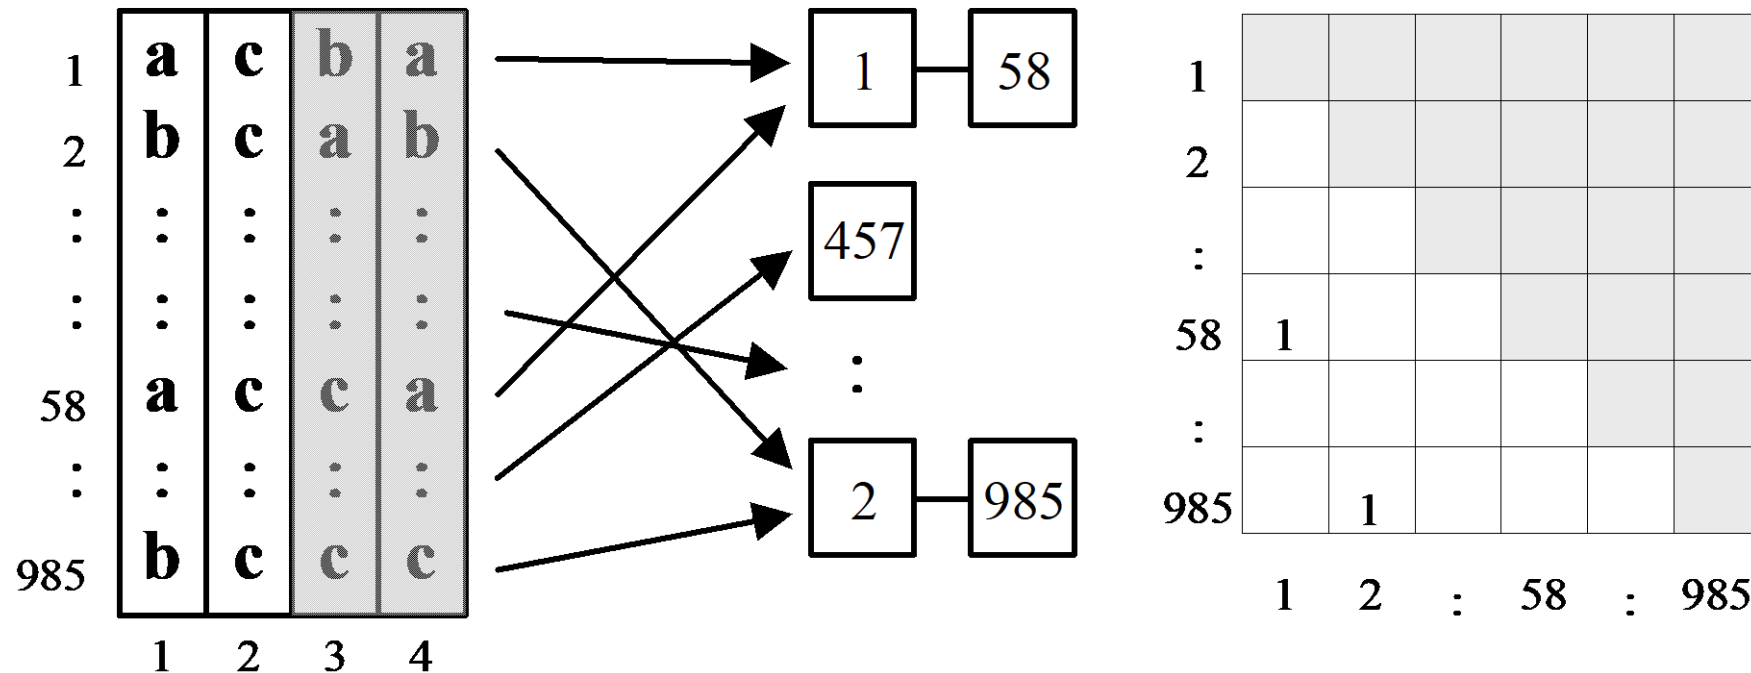 1 a c b a
2 b c a b
: : : : :
: : : : :
58 a c c a
: : : : :
985 b c c c
1 2 3 4
1 58
457
:
2 985
1
2
:
58 1
:
985 1
1 2 : 58 : 985